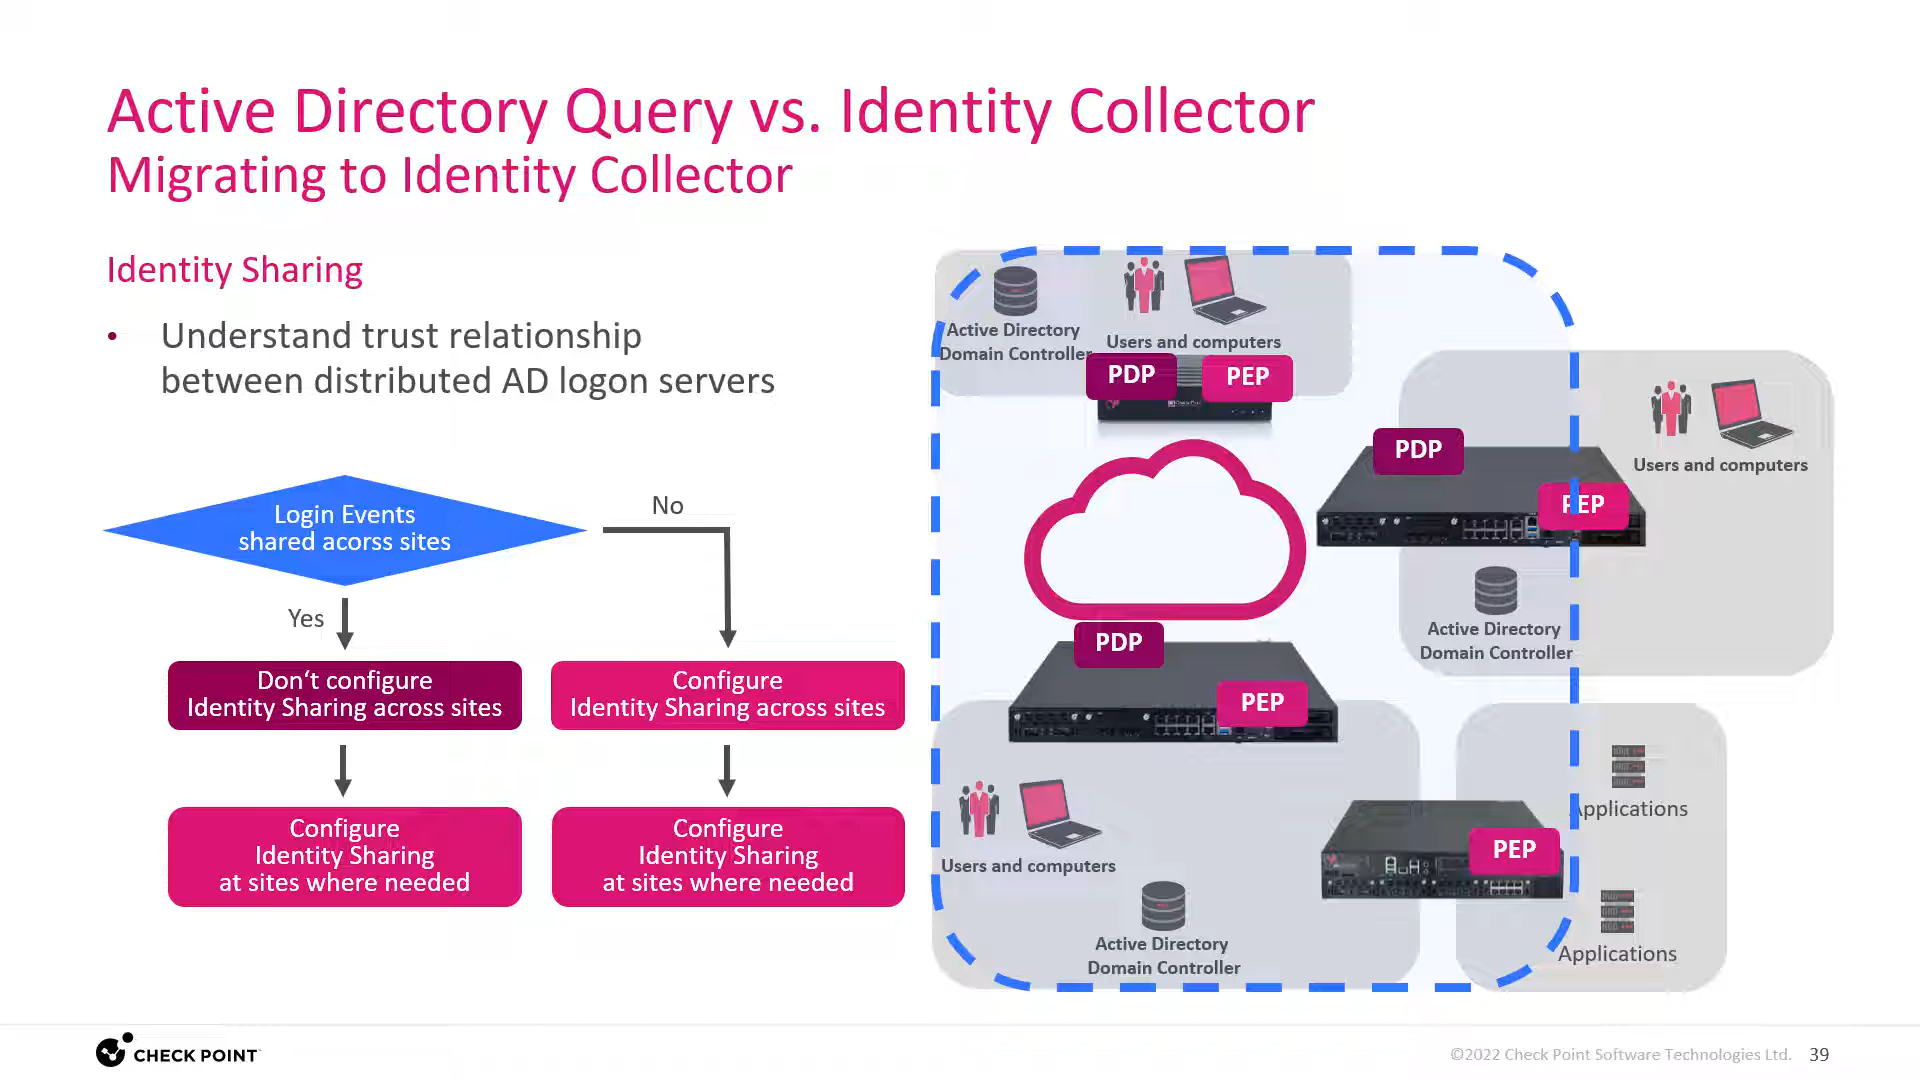 Active Directory Query vs. Identity Collector
Migrating to Identity Collector
Identity Sharing
• Understand trust relationship
between distributed AD logon servers
Login Events
shared acorss sites
No
Yes
Don‘t configure
Identity Sharing across sites
Configure
Identity Sharing across sites
Configure
Identity Sharing
at sites where needed
Configure
Identity Sharing
at sites where needed
Active Directory
Domain Controller
Users and computers
PDP
PEP
PDP
PEP
Users and computers
Active Directory
Domain Controller
PDP
PEP
Users and computers
Active Directory
Domain Controller
PEP
Applications
Applications
CHECK POINT
©2022 Check Point Software Technologies Ltd. 39